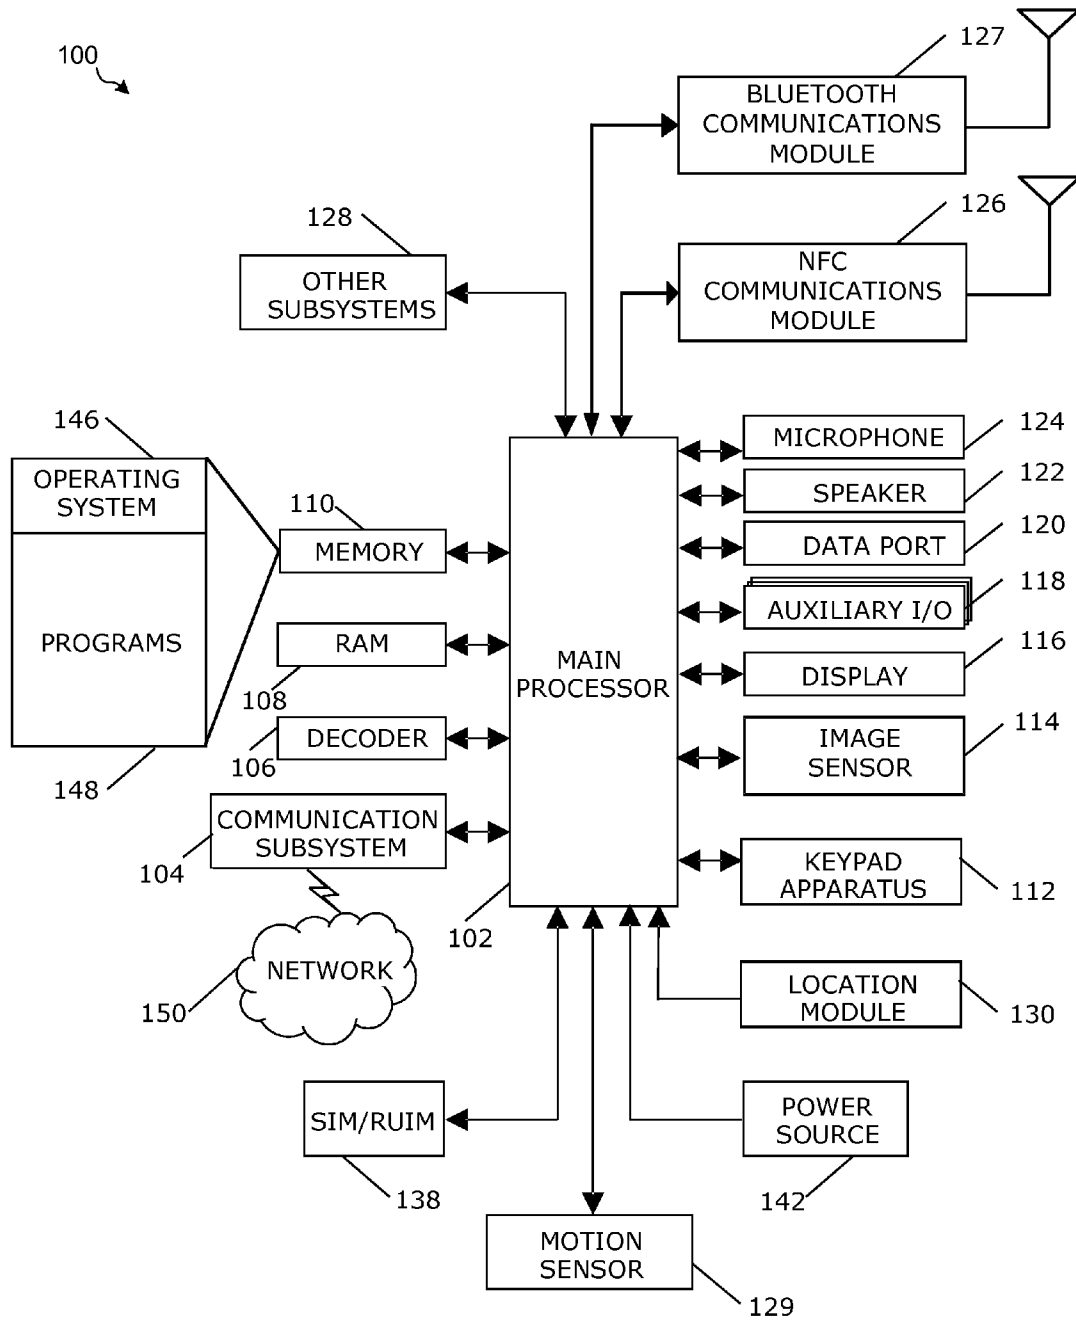 100
127
BLUETOOTH
COMMUNICATIONS
MODULE
126
NFC
COMMUNICATIONS
MODULE
128
OTHER
SUBSYSTEMS
146
OPERATING
SYSTEM
PROGRAMS
148
110
MEMORY
RAM
108
DECODER
106
COMMUNICATION
SUBSYSTEM
104
NETWORK
150
MAIN
PROCESSOR
102
MICROPHONE
124
SPEAKER
122
DATA PORT
120
AUXILIARY I/O
118
DISPLAY
116
IMAGE
SENSOR
114
KEYPAD
APPARATUS
112
LOCATION
MODULE
130
SIM/RUIM
138
POWER
SOURCE
142
MOTION
SENSOR
129